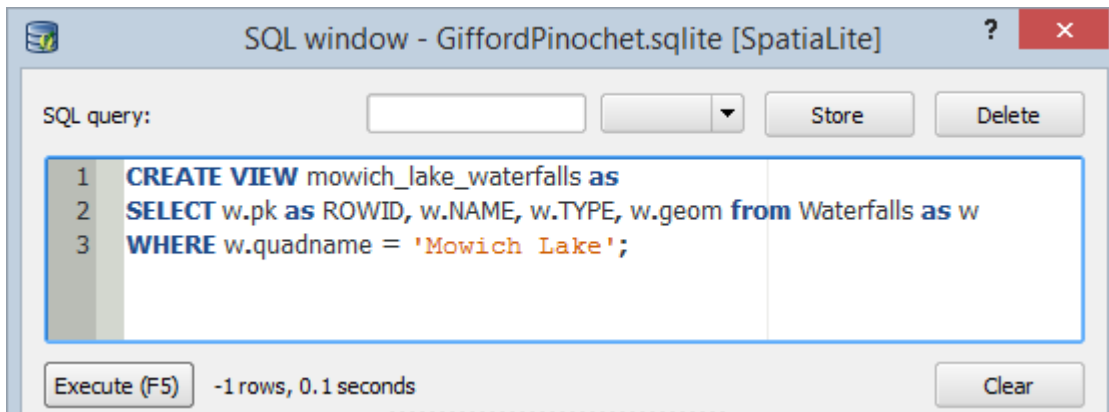 SQL window - GiffordPinochet.sqlite [SpatiaLite] ? ×
SQL query: Store Delete
1 CREATE VIEW mowich_lake_waterfalls as
2 SELECT w.pk as ROWID, w.NAME, w.TYPE, w.geom from Waterfalls as w
3 WHERE w.quadname = 'Mowich Lake';
Execute (F5) -1 rows, 0.1 seconds Clear